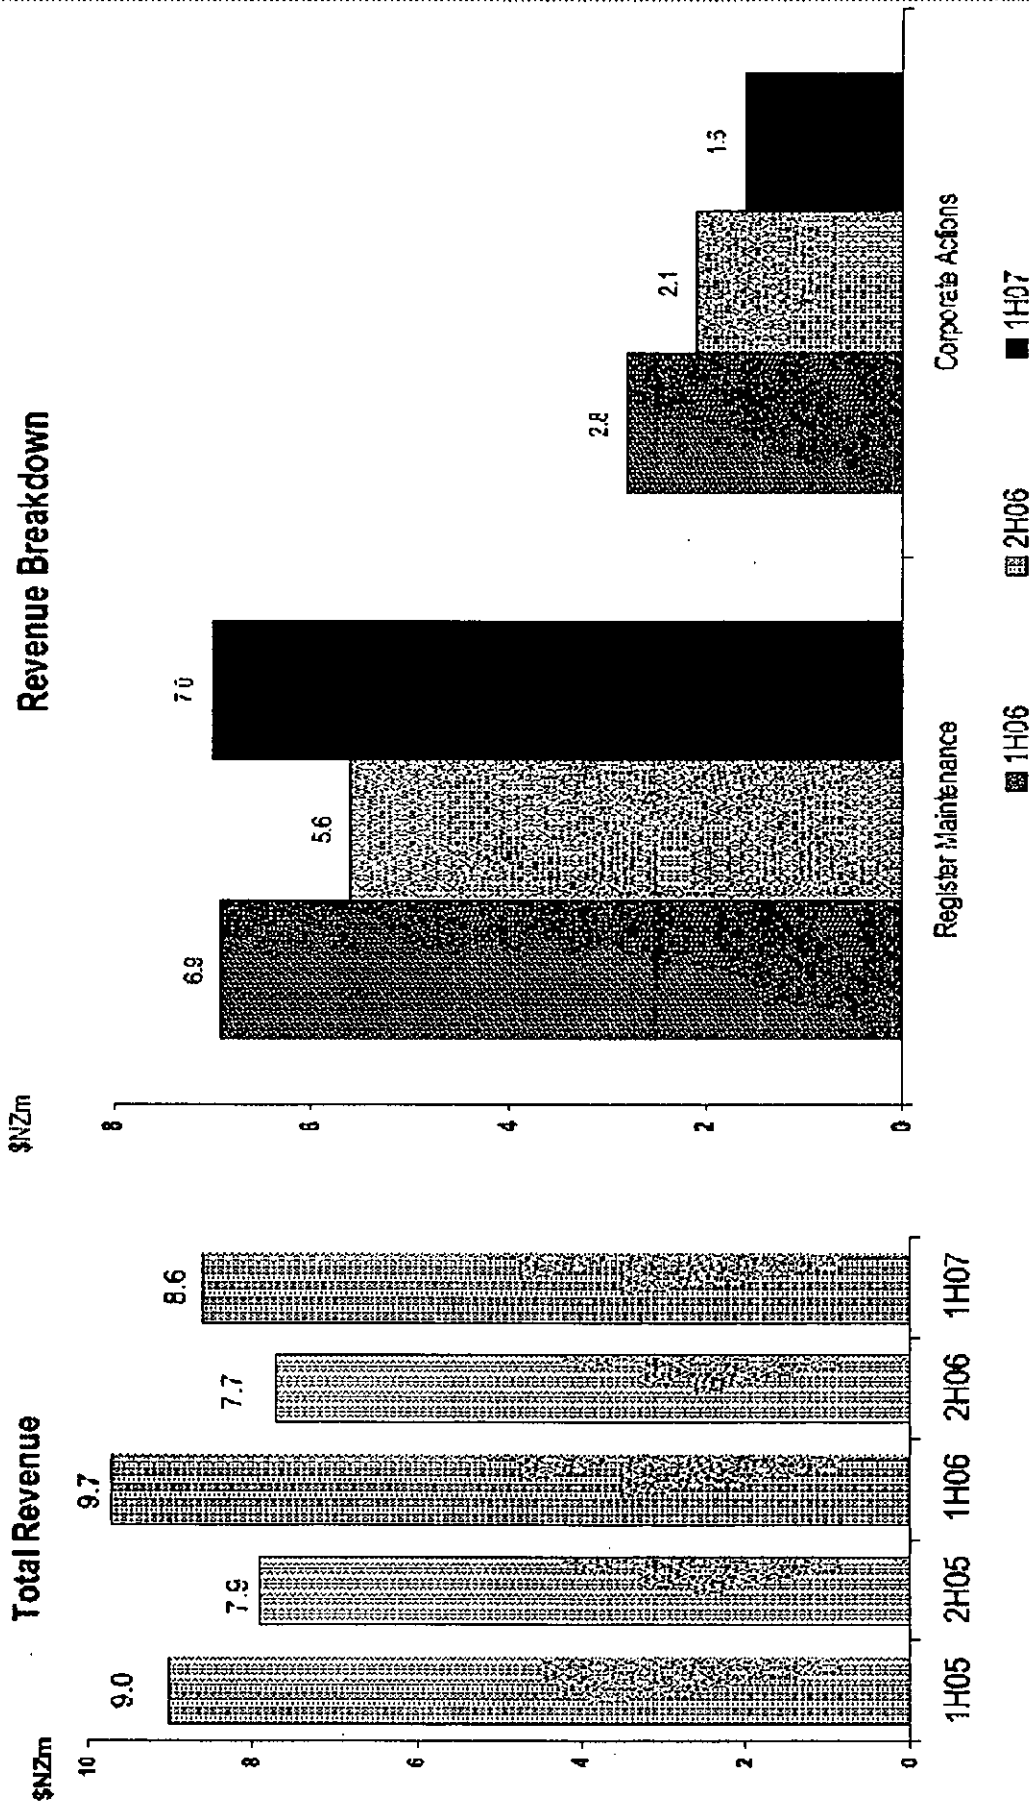 Total Revenue
$NZm
10
8
6
4
2
0
9.0
7.9
9.7
7.7
8.6
1H05
2H05
1H06
2H06
1H07
Revenue Breakdown
$NZm
8
6
4
2
0
6.9
5.6
7.0
2.8
2.1
1.6
Register Maintenance
Corporate Actions
1H06
2H06
1H07